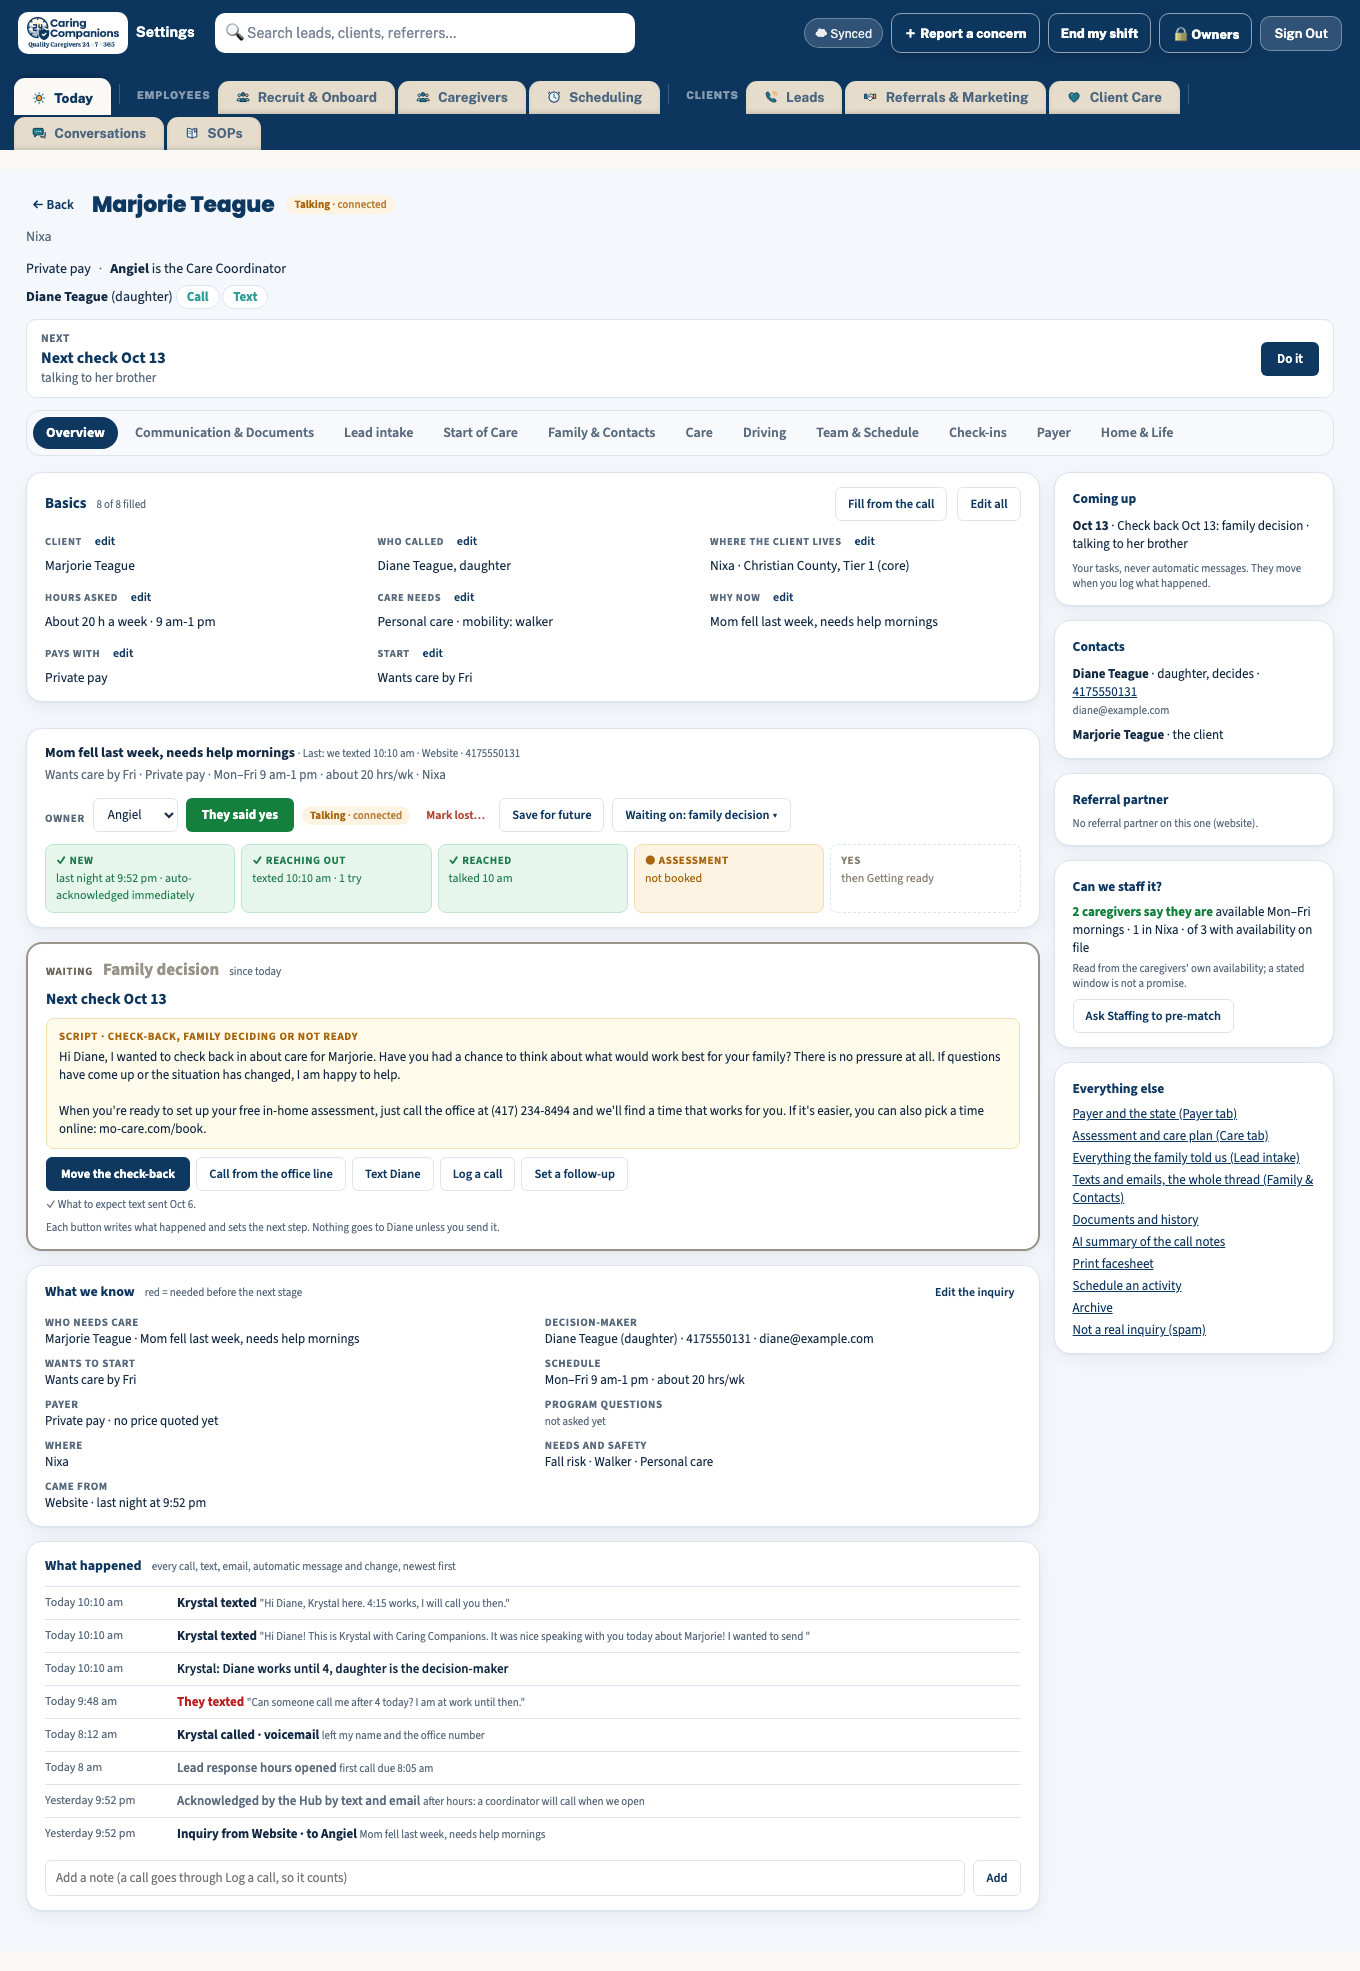 Caring
Companions
Quality Caregivers 24 · 7 · 365
Settings
Search leads, clients, referrers...
Synced
+ Report a concern
End my shift
Owners
Sign Out
Today
EMPLOYEES
Recruit & Onboard
Caregivers
Scheduling
CLIENTS
Leads
Referrals & Marketing
Client Care
Conversations
SOPs
← Back
Marjorie Teague
Talking · connected
Nixa
Private pay · Angiel is the Care Coordinator
Diane Teague (daughter) Call Text
NEXT
Next check Oct 13
talking to her brother
Do it
Overview
Communication & Documents
Lead intake
Start of Care
Family & Contacts
Care
Driving
Team & Schedule
Check-ins
Payer
Home & Life
Basics 8 of 8 filled
Fill from the call
Edit all
CLIENT edit
Marjorie Teague
WHO CALLED edit
Diane Teague, daughter
WHERE THE CLIENT LIVES edit
Nixa · Christian County, Tier 1 (core)
HOURS ASKED edit
About 20 h a week · 9 am-1 pm
CARE NEEDS edit
Personal care · mobility: walker
WHY NOW edit
Mom fell last week, needs help mornings
PAYS WITH edit
Private pay
START edit
Wants care by Fri
Mom fell last week, needs help mornings · Last: we texted 10:10 am · Website · 4175550131
Wants care by Fri · Private pay · Mon–Fri 9 am-1 pm · about 20 hrs/wk · Nixa
OWNER
Angiel
They said yes
Talking · connected
Mark lost...
Save for future
Waiting on: family decision ▾
✓ NEW
last night at 9:52 pm · auto-
acknowledged immediately
✓ REACHING OUT
texted 10:10 am · 1 try
✓ REACHED
talked 10 am
● ASSESSMENT
not booked
YES
then Getting ready
WAITING Family decision since today
Next check Oct 13
SCRIPT · CHECK-BACK, FAMILY DECIDING OR NOT READY
Hi Diane, I wanted to check back in about care for Marjorie. Have you had a chance to think about what would work best for your family? There is no pressure at all. If questions
have come up or the situation has changed, I am happy to help.
When you're ready to set up your free in-home assessment, just call the office at (417) 234-8494 and we'll find a time that works for you. If it's easier, you can also pick a time
online: mo-care.com/book.
Move the check-back
Call from the office line
Text Diane
Log a call
Set a follow-up
✓ What to expect text sent Oct 6.
Each button writes what happened and sets the next step. Nothing goes to Diane unless you send it.
What we know red = needed before the next stage
Edit the inquiry
WHO NEEDS CARE
Marjorie Teague · Mom fell last week, needs help mornings
DECISION-MAKER
Diane Teague (daughter) · 4175550131 · diane@example.com
WANTS TO START
Wants care by Fri
SCHEDULE
Mon–Fri 9 am-1 pm · about 20 hrs/wk
PAYER
Private pay · no price quoted yet
PROGRAM QUESTIONS
not asked yet
WHERE
Nixa
NEEDS AND SAFETY
Fall risk · Walker · Personal care
CAME FROM
Website · last night at 9:52 pm
What happened every call, text, email, automatic message and change, newest first
Today 10:10 am Krystal texted "Hi Diane, Krystal here. 4:15 works, I will call you then."
Today 10:10 am Krystal texted "Hi Diane! This is Krystal with Caring Companions. It was nice speaking with you today about Marjorie! I wanted to send "
Today 10:10 am Krystal: Diane works until 4, daughter is the decision-maker
Today 9:48 am They texted "Can someone call me after 4 today? I am at work until then."
Today 8:12 am Krystal called · voicemail left my name and the office number
Today 8 am Lead response hours opened first call due 8:05 am
Yesterday 9:52 pm Acknowledged by the Hub by text and email after hours: a coordinator will call when we open
Yesterday 9:52 pm Inquiry from Website · to Angiel Mom fell last week, needs help mornings
Add a note (a call goes through Log a call, so it counts)
Add
Coming up
Oct 13 · Check back Oct 13: family decision ·
talking to her brother
Your tasks, never automatic messages. They move
when you log what happened.
Contacts
Diane Teague · daughter, decides ·
4175550131
diane@example.com
Marjorie Teague · the client
Referral partner
No referral partner on this one (website).
Can we staff it?
2 caregivers say they are available Mon–Fri
mornings · 1 in Nixa · of 3 with availability on
file
Read from the caregivers' own availability; a stated
window is not a promise.
Ask Staffing to pre-match
Everything else
Payer and the state (Payer tab)
Assessment and care plan (Care tab)
Everything the family told us (Lead intake)
Texts and emails, the whole thread (Family &
Contacts)
Documents and history
AI summary of the call notes
Print facesheet
Schedule an activity
Archive
Not a real inquiry (spam)